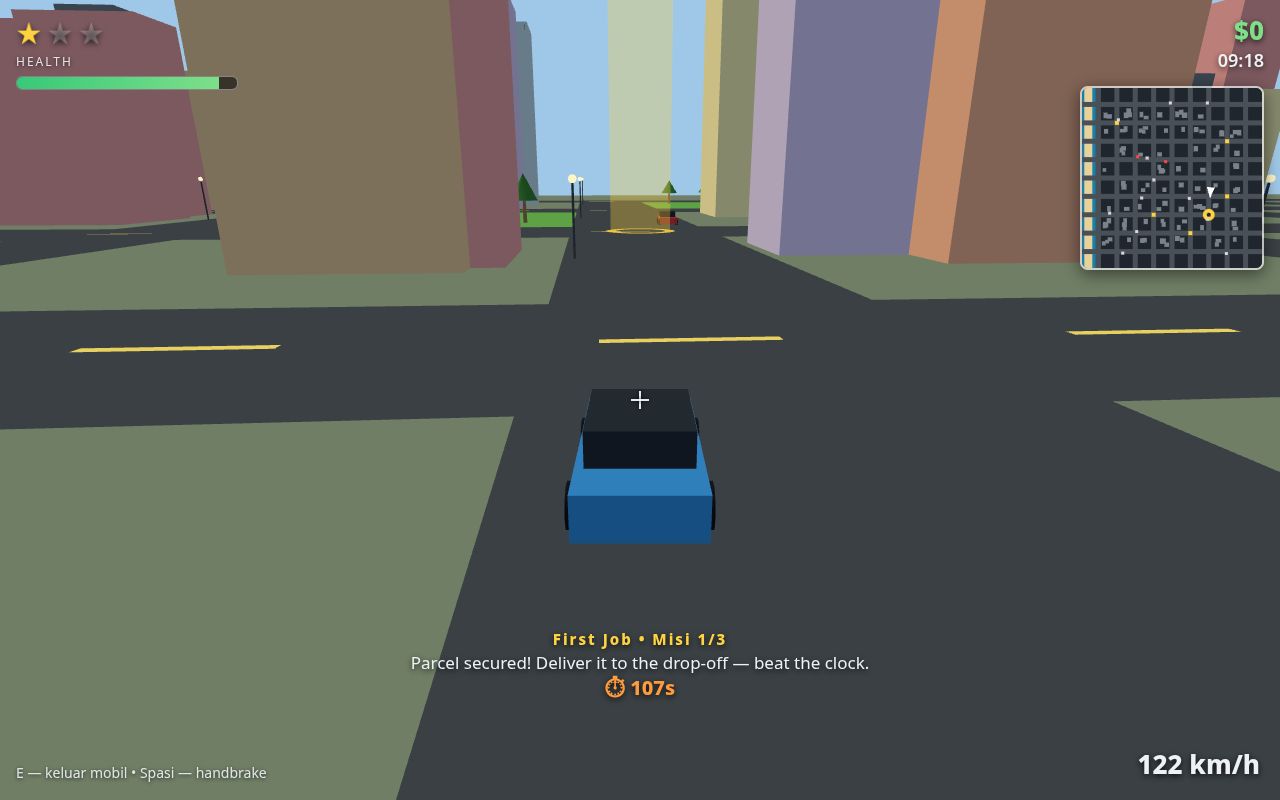 HEALTH
$0
09:18
First Job • Misi 1/3
Parcel secured! Deliver it to the drop-off — beat the clock.
⏱ 107s
E — keluar mobil • Spasi — handbrake
122 km/h